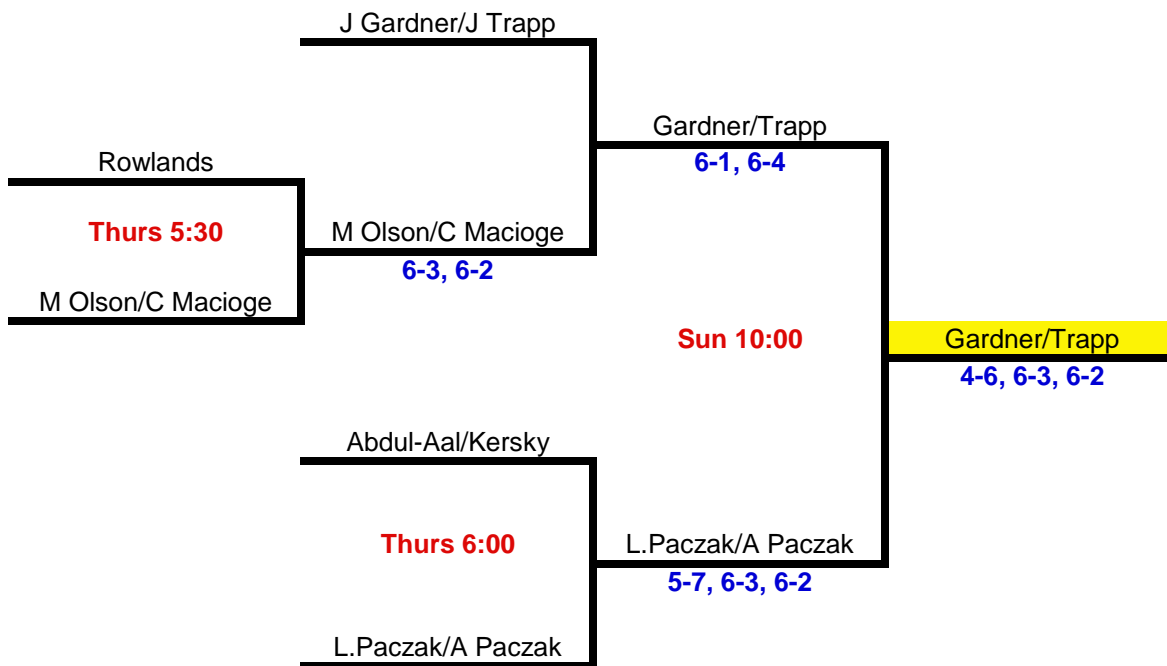 J Gardner/J Trapp
Gardner/Trapp
6-1, 6-4
Rowlands
Thurs 5:30
M Olson/C Macioge
6-3, 6-2
M Olson/C Macioge
Sun 10:00
Gardner/Trapp
4-6, 6-3, 6-2
Abdul-Aal/Kersky
Thurs 6:00
L.Paczak/A Paczak
5-7, 6-3, 6-2
L.Paczak/A Paczak